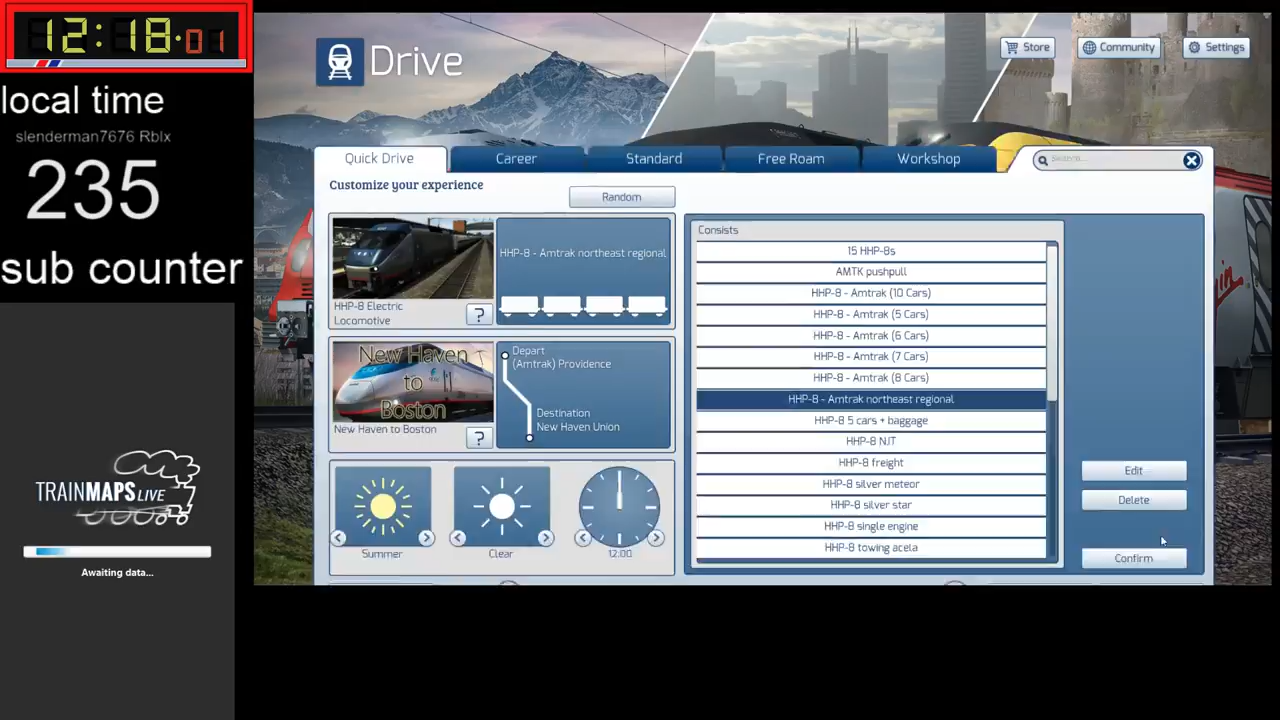 12:18.01
local time
slenderman7676 Rblx
235
sub counter
TRAINMAPS.LIVE
Awaiting data...
Drive
Store
Community
Settings
Quick Drive
Career
Standard
Free Roam
Workshop
Search...
Customize your experience
Random
HHP-8 - Amtrak northeast regional
HHP-8 Electric
Locomotive
?
New Haven
to
Boston
New Haven to Boston
?
Depart
(Amtrak) Providence
Destination
New Haven Union
Summer
Clear
12:00
Consists
15 HHP-8s
AMTK pushpull
HHP-8 - Amtrak (10 Cars)
HHP-8 - Amtrak (5 Cars)
HHP-8 - Amtrak (6 Cars)
HHP-8 - Amtrak (7 Cars)
HHP-8 - Amtrak (8 Cars)
HHP-8 - Amtrak northeast regional
HHP-8 5 cars + baggage
HHP-8 NJT
HHP-8 freight
HHP-8 silver meteor
HHP-8 silver star
HHP-8 single engine
HHP-8 towing acela
Edit
Delete
Confirm